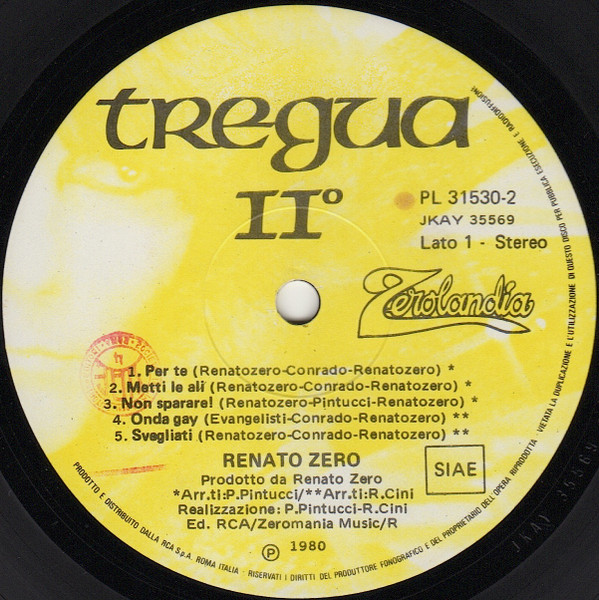 tregua
II°
PL 31530-2
JKAY 35569
Lato 1 - Stereo
Zerolandia
1. Per te (Renatozero-Conrado-Renatozero) *
2. Metti le ali (Renatozero-Conrado-Renatozero) *
3. Non sparare! (Renatozero-Pintucci-Renatozero) *
4. Onda gay (Evangelisti-Conrado-Renatozero) **
5. Svegliati (Renatozero-Conrado-Renatozero) **
RENATO ZERO
Prodotto da Renato Zero
*Arr.ti:P.Pintucci/**Arr.ti:R.Cini
Realizzazione: P.Pintucci-R.Cini
Ed. RCA/Zeromania Music/R
SIAE
℗ 1980
PRODOTTO E DISTRIBUITO DALLA RCA S.p.A. ROMA ITALIA - RISERVATI I DIRITTI DEL PRODUTTORE FONOGRAFICO E DEL PROPRIETARIO DELL'OPERA RIPRODOTTA - VIETATA LA DUPLICAZIONE E L'UTILIZZAZIONE DI QUESTO DISCO PER PUBBLICA ESECUZIONE E RADIODIFFUSIONE
JKAY 35569